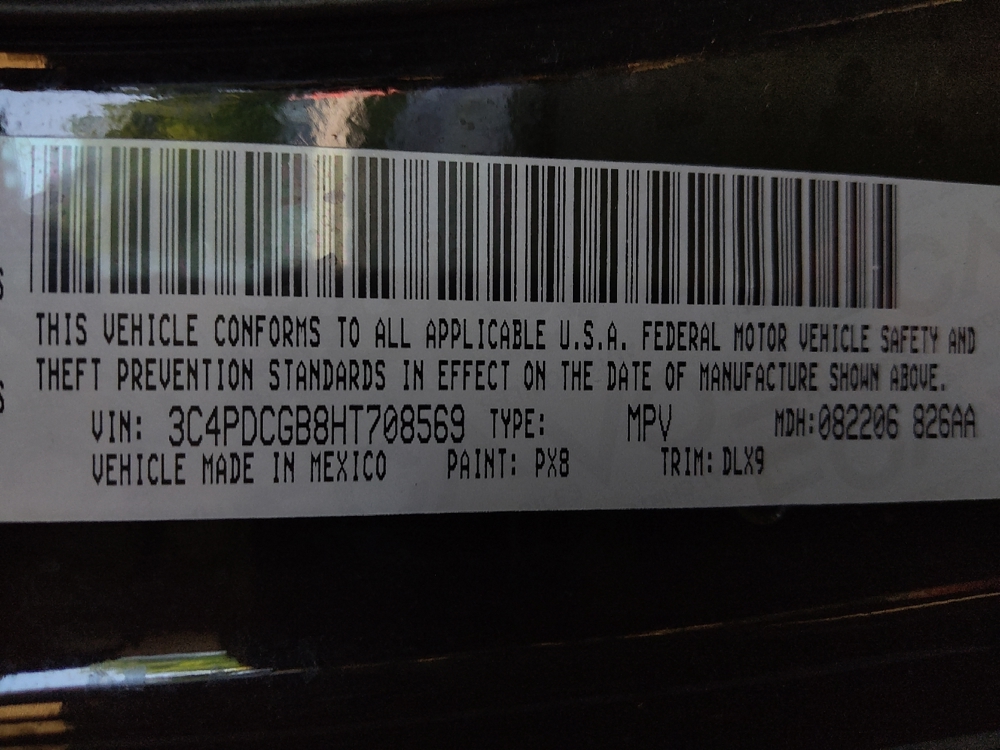 THIS VEHICLE CONFORMS TO ALL APPLICABLE U.S.A. FEDERAL MOTOR VEHICLE SAFETY AND
THEFT PREVENTION STANDARDS IN EFFECT ON THE DATE OF MANUFACTURE SHOWN ABOVE.
VIN: 3C4PDCGB8HT708569 TYPE: MPV MDH:082206 826AA
VEHICLE MADE IN MEXICO PAINT: PX8 TRIM: DLX9